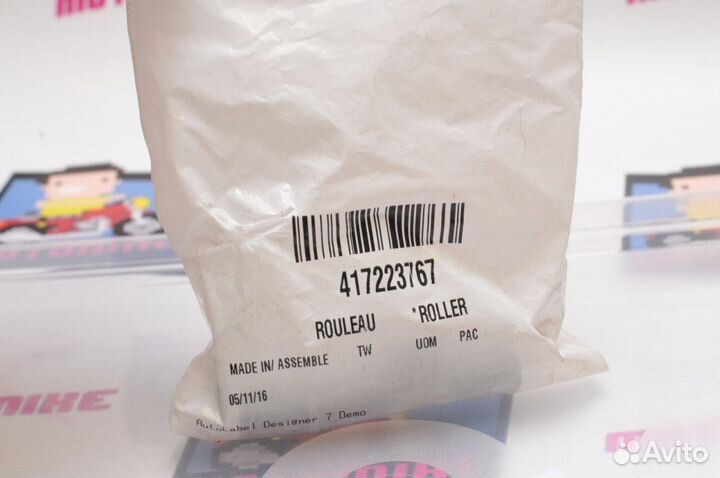 417223767
ROULEAU *ROLLER
MADE IN/ ASSEMBLE TW UOM PAC
05/11/16
AutoLabel Designer 7 Demo
Avito